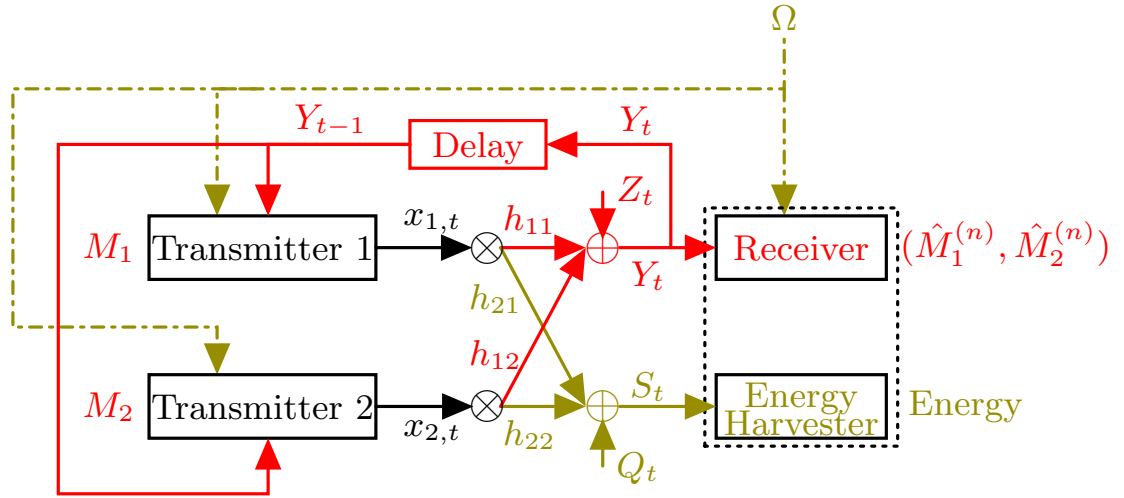 Ω
Y_{t−1}
Delay
Y_t
M_1
Transmitter 1
x_{1,t}
h_{11}
Z_t
Y_t
Receiver
(\hat{M}_1^{(n)}, \hat{M}_2^{(n)})
h_{21}
h_{12}
M_2
Transmitter 2
x_{2,t}
h_{22}
S_t
Q_t
Energy
Harvester
Energy